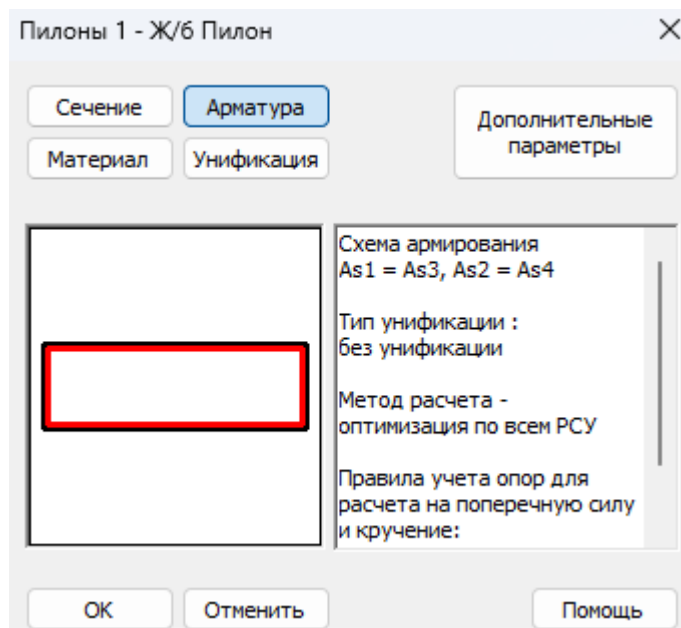 Пилоны 1 - Ж/б Пилон
Сечение
Арматура
Дополнительные
параметры
Материал
Унификация
Схема армирования
As1 = As3, As2 = As4
Тип унификации :
без унификации
Метод расчета -
оптимизация по всем РСУ
Правила учета опор для
расчета на поперечную силу
и кручение:
ОК
Отменить
Помощь